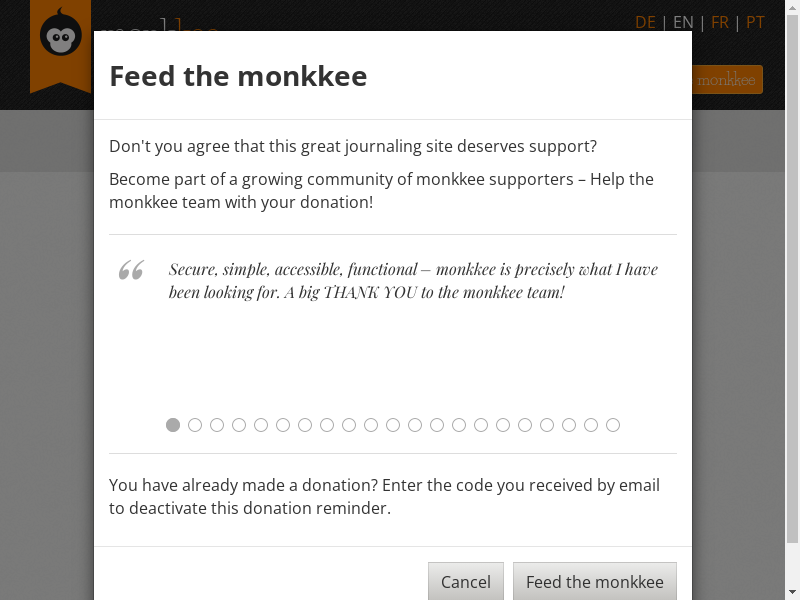 DE | EN | FR | PT
monkkee
Feed the monkkee
Don't you agree that this great journaling site deserves support?
Become part of a growing community of monkkee supporters – Help the
monkkee team with your donation!
“ Secure, simple, accessible, functional – monkkee is precisely what I have
been looking for. A big THANK YOU to the monkkee team!
You have already made a donation? Enter the code you received by email
to deactivate this donation reminder.
Cancel
Feed the monkkee